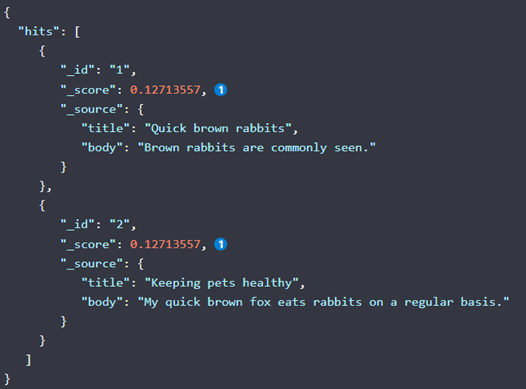 {
"hits": [
{
"_id": "1",
"_score": 0.12713557, 1
"_source": {
"title": "Quick brown rabbits",
"body": "Brown rabbits are commonly seen."
}
},
{
"_id": "2",
"_score": 0.12713557, 1
"_source": {
"title": "Keeping pets healthy",
"body": "My quick brown fox eats rabbits on a regular basis."
}
}
]
}